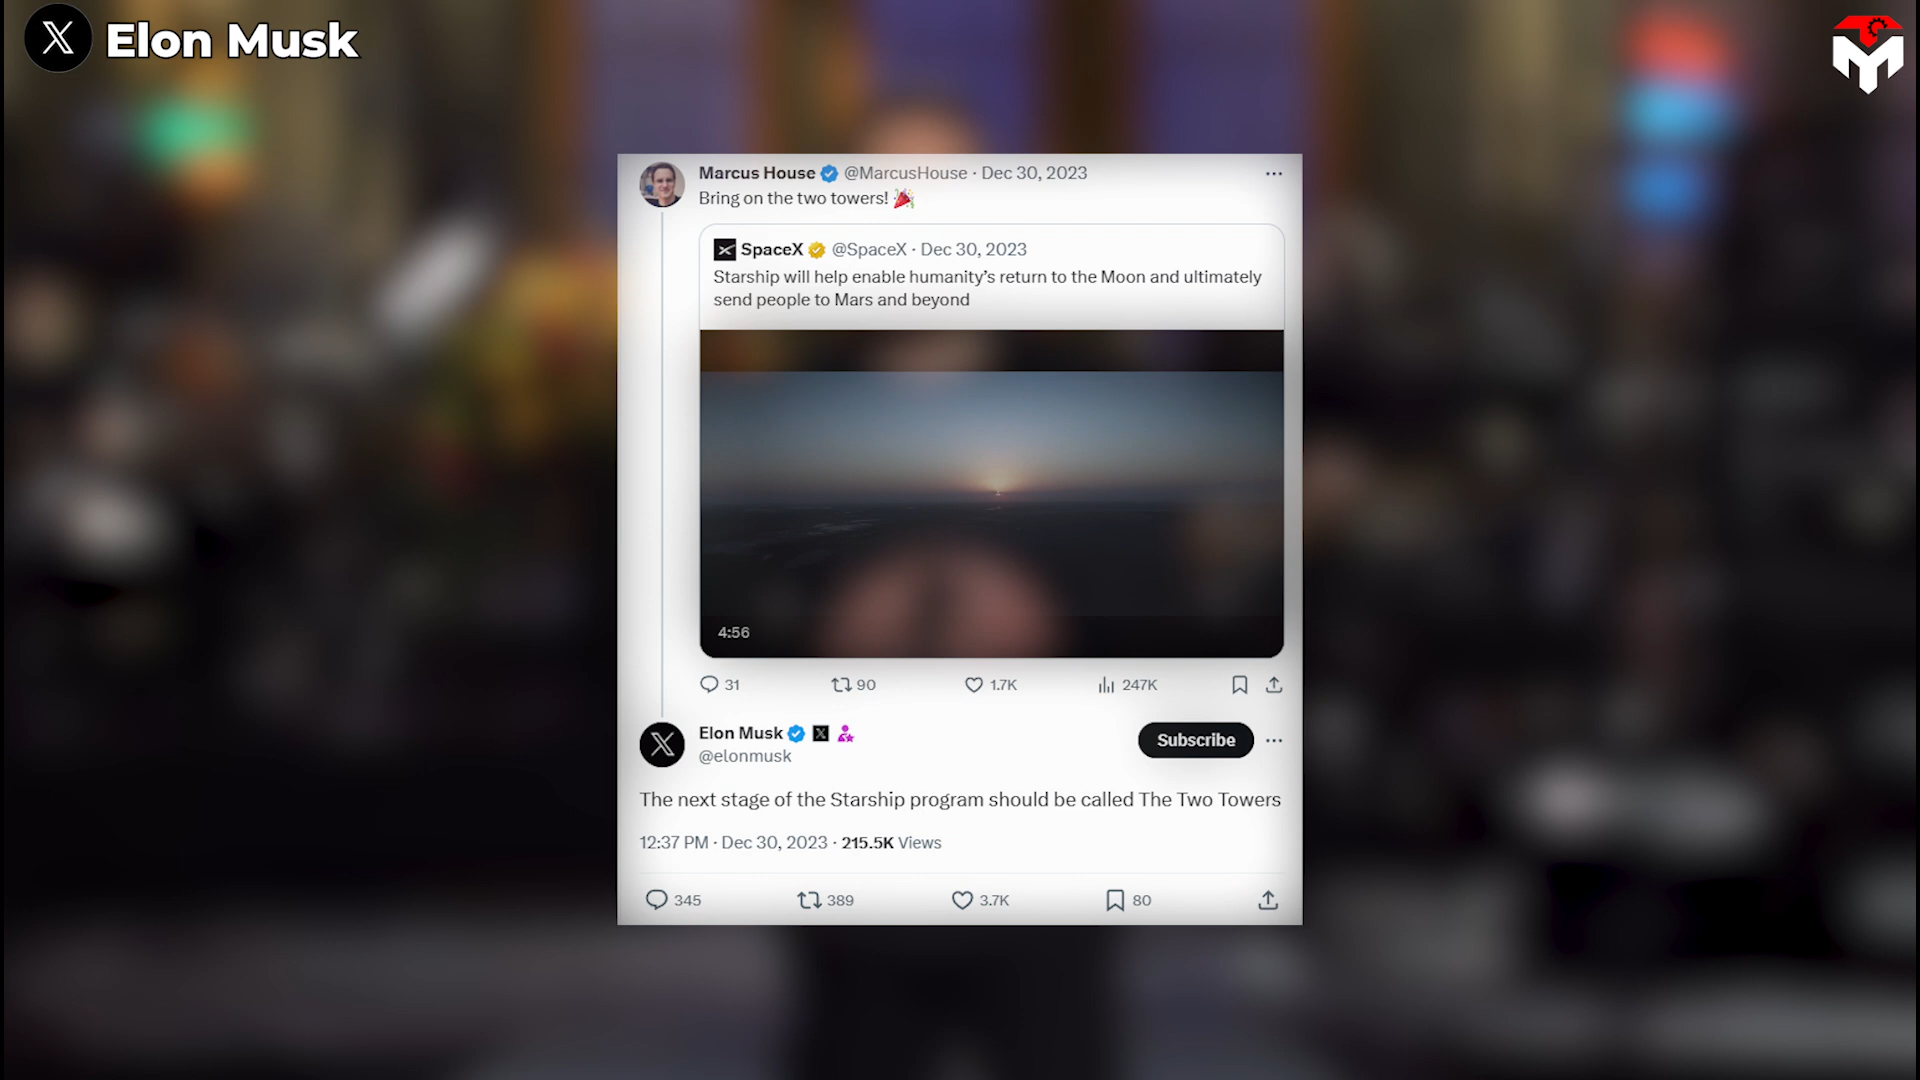 Elon Musk
Marcus House @MarcusHouse · Dec 30, 2023
Bring on the two towers! 🎉
SpaceX @SpaceX · Dec 30, 2023
Starship will help enable humanity's return to the Moon and ultimately
send people to Mars and beyond
4:56
31 90 1.7K 247K
Elon Musk
@elonmusk
Subscribe
The next stage of the Starship program should be called The Two Towers
12:37 PM · Dec 30, 2023 · 215.5K Views
345 389 3.7K 80